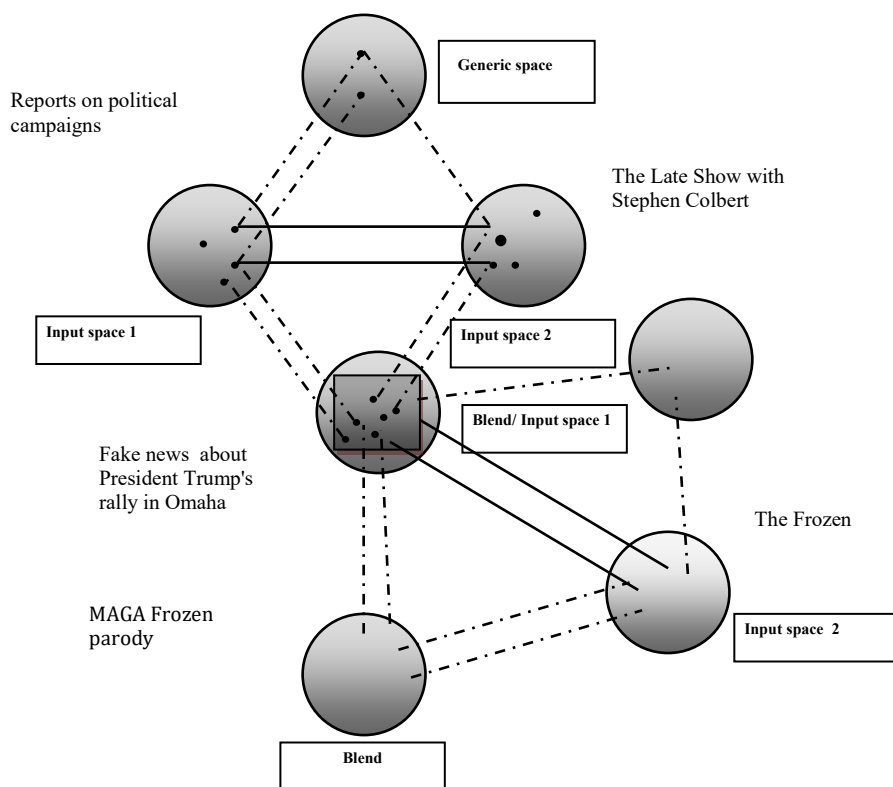 Generic space
Reports on political
campaigns
The Late Show with
Stephen Colbert
Input space 1
Input space 2
Blend/ Input space 1
Fake news about
President Trump's
rally in Omaha
The Frozen
MAGA Frozen
parody
Input space 2
Blend